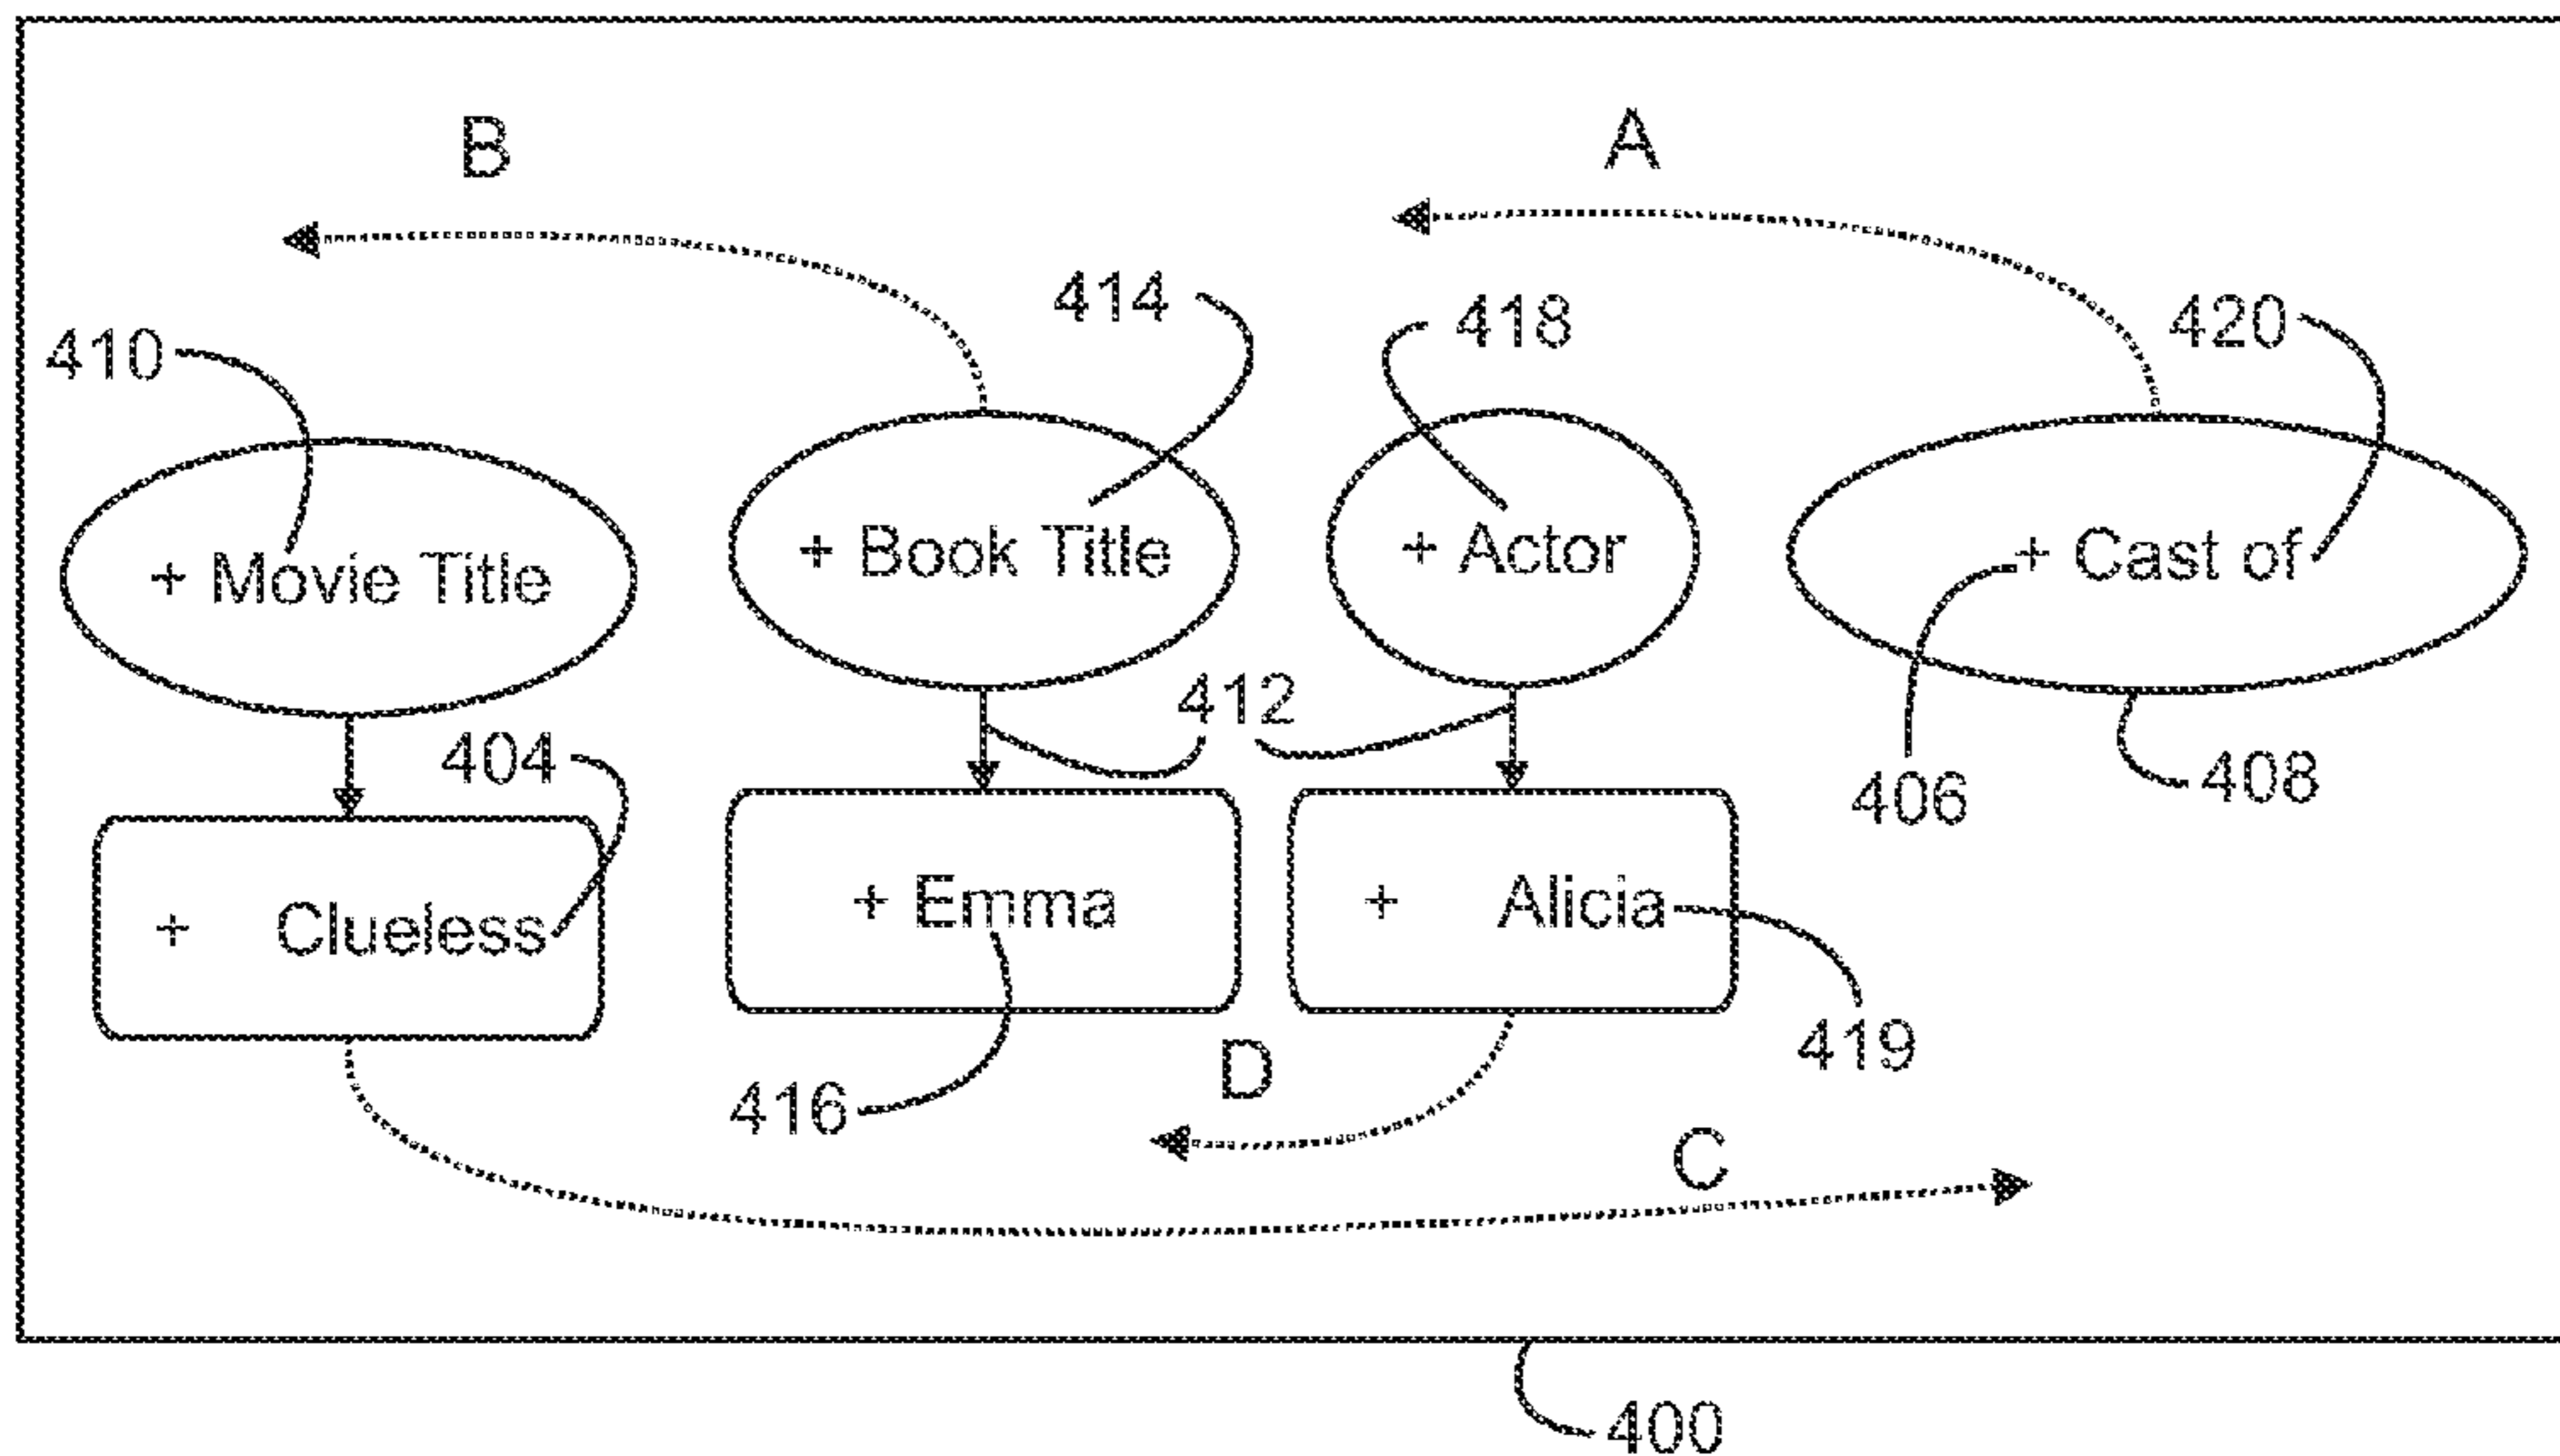 B
A
414
418
420
410
+ Movie Title
+ Book Title
+ Actor
+ Cast of
412
404
406
408
+ Clueless
+ Emma
+ Alicia
419
416
D
C
400